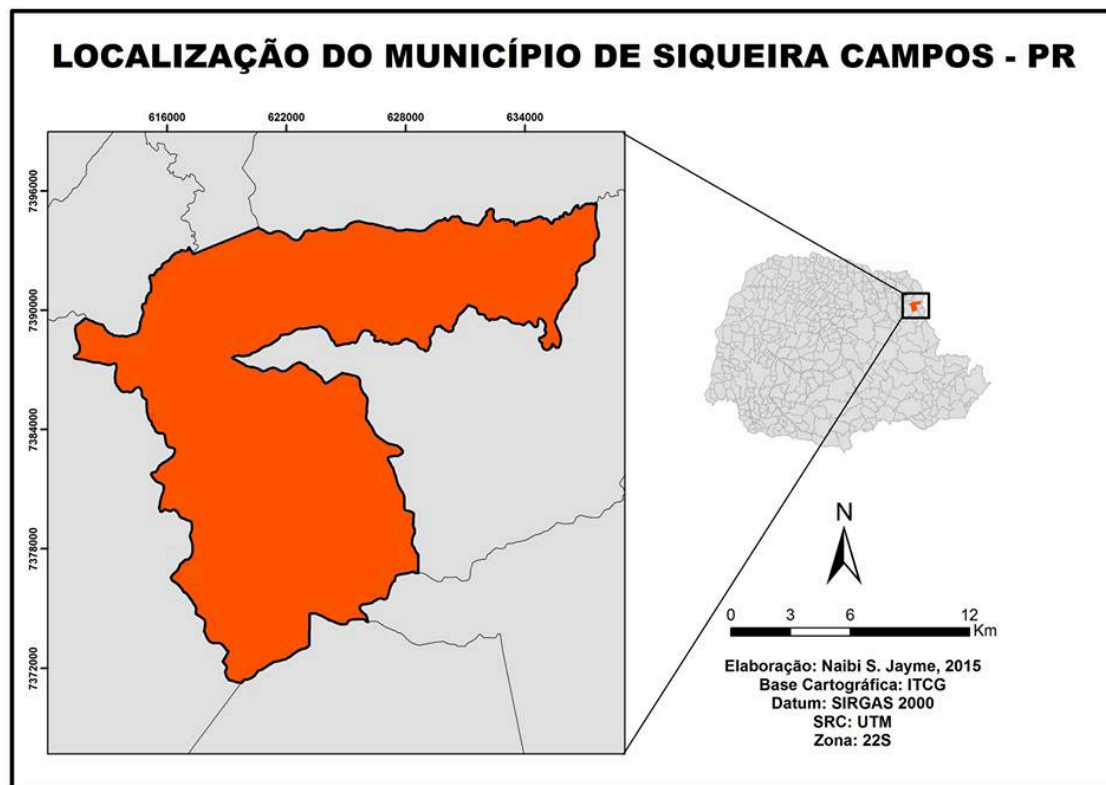 LOCALIZAÇÃO DO MUNICÍPIO DE SIQUEIRA CAMPOS - PR
616000 622000 628000 634000
7396000
7390000
7384000
7378000
7372000
N
0 3 6 12
Km
Elaboração: Naibi S. Jayme, 2015
Base Cartográfica: ITCG
Datum: SIRGAS 2000
SRC: UTM
Zona: 22S